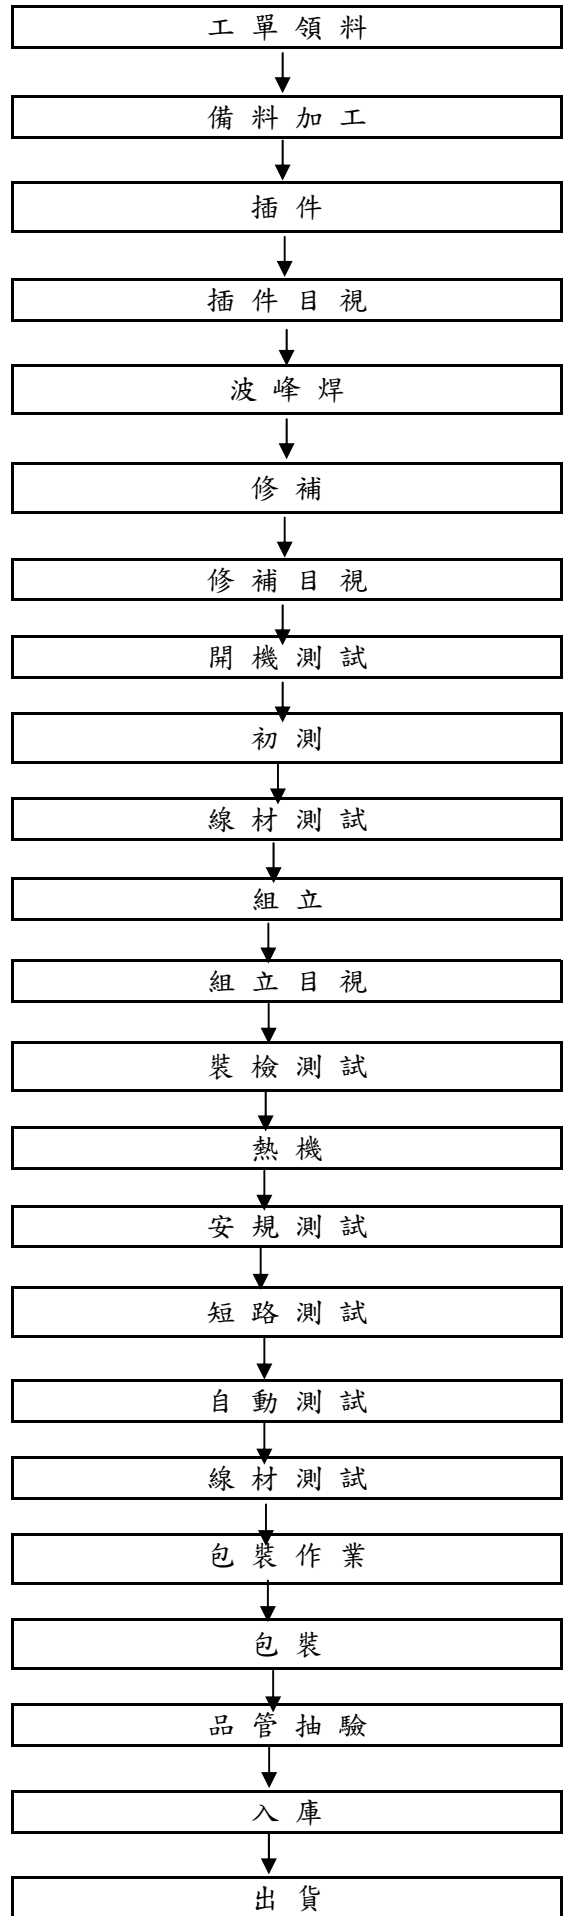 工單領料
備料加工
插件
插件目視
波峰焊
修補
修補目視
開機測試
初測
線材測試
組立
組立目視
裝檢測試
熱機
安規測試
短路測試
自動測試
線材測試
包裝作業
包裝
品管抽驗
入庫
出貨